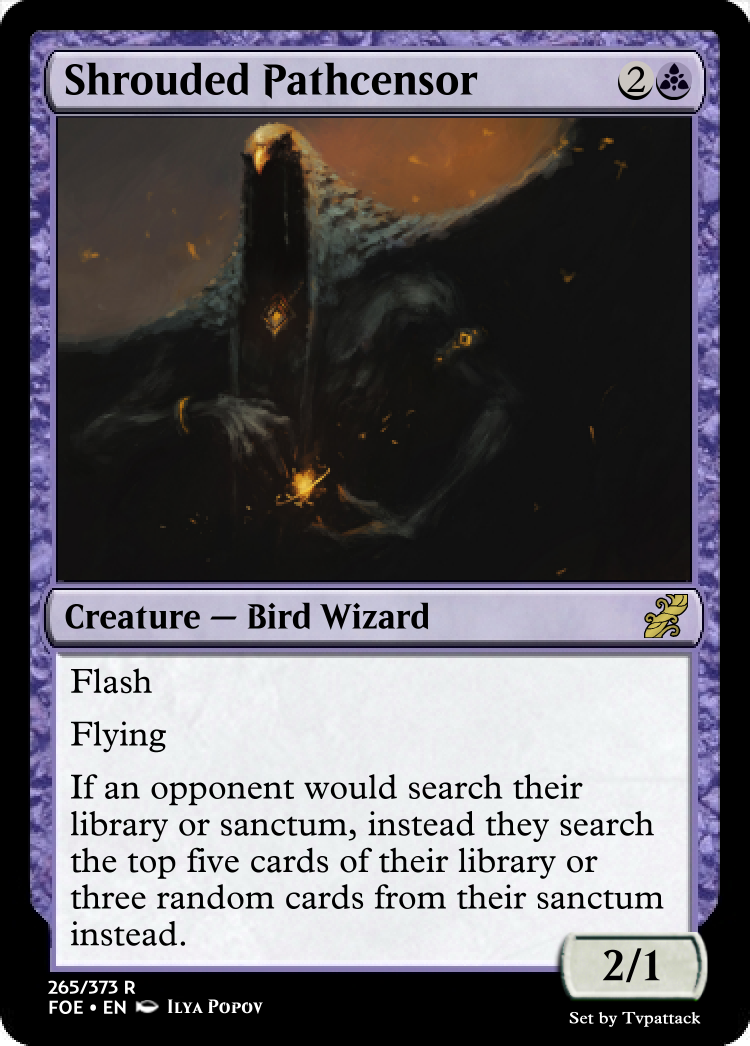 Shrouded Pathcensor 2
Creature — Bird Wizard
Flash
Flying
If an opponent would search their
library or sanctum, instead they search
the top five cards of their library or
three random cards from their sanctum
instead.
2/1
265/373 R
FOE • EN Ilya Popov
Set by Tvpattack